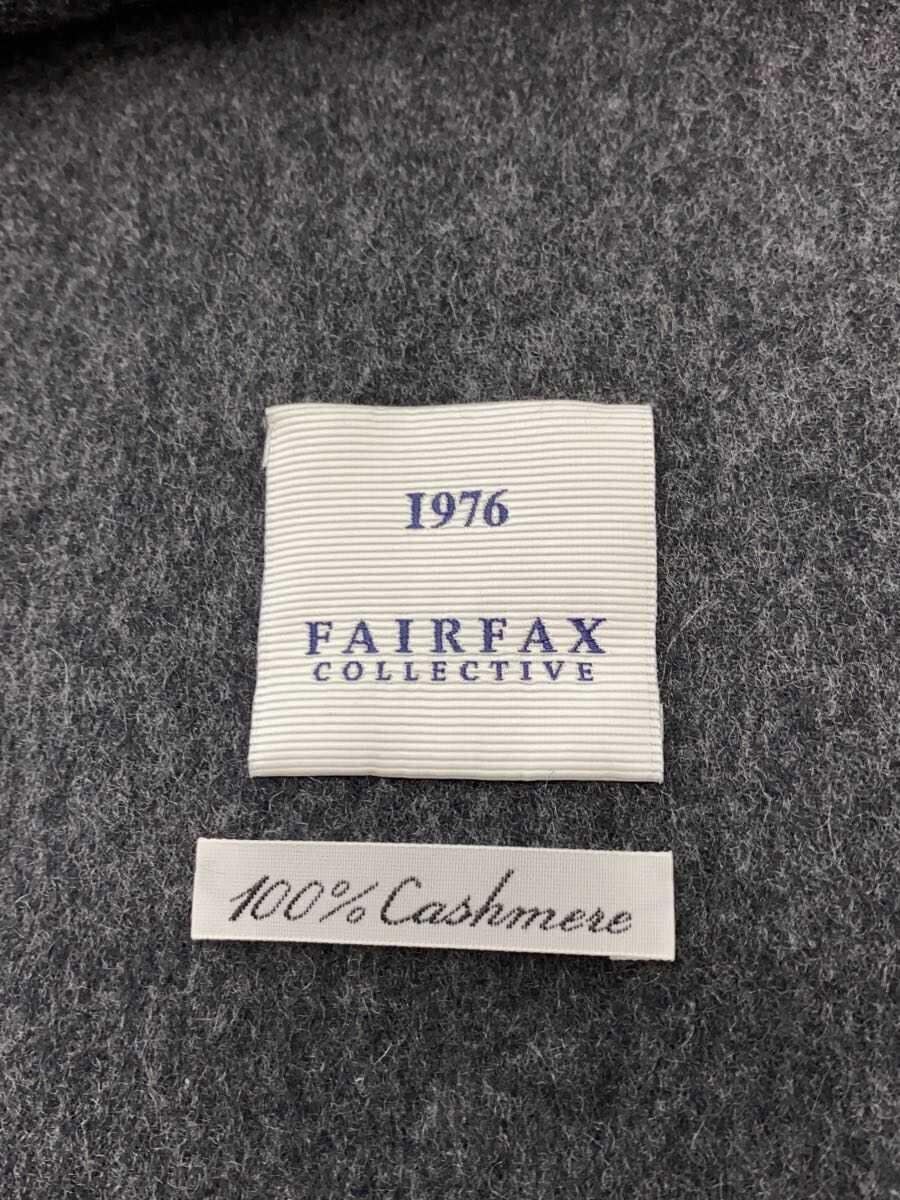 1976
FAIRFAX
COLLECTIVE
100% Cashmere